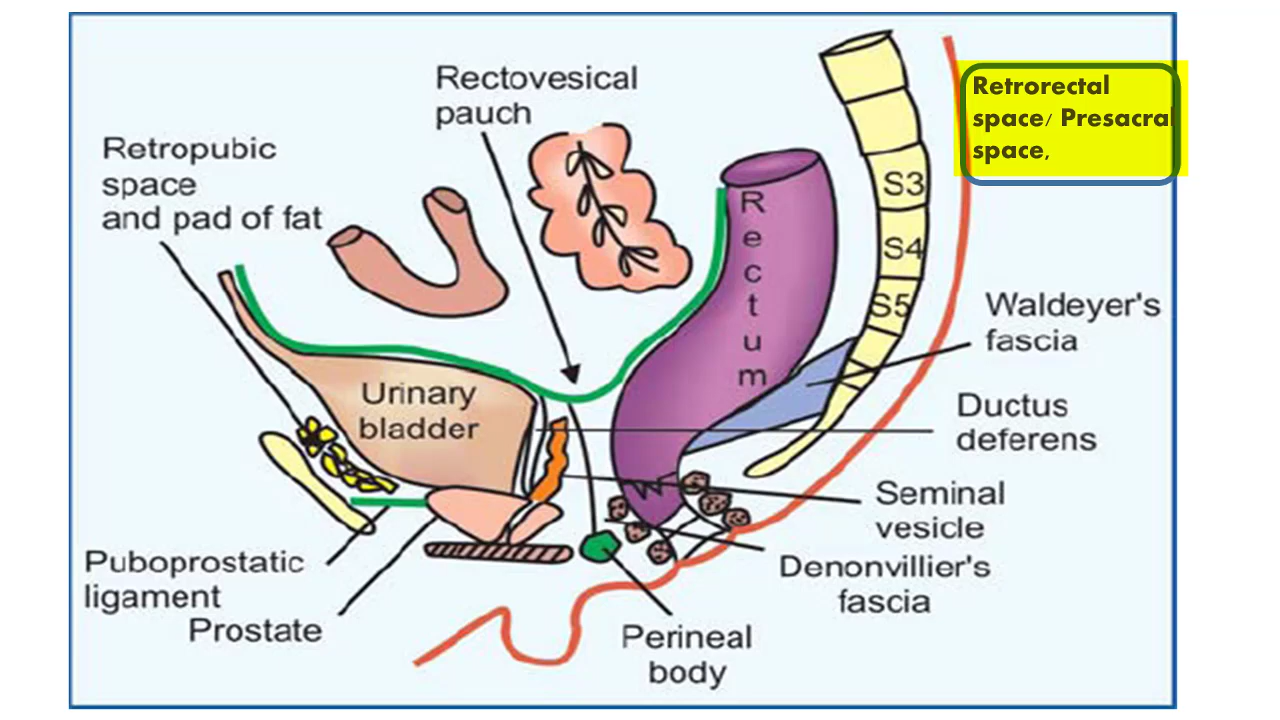 Rectovesical
pauch
Retropubic
space
and pad of fat
Retrorectal
space/ Presacral
space,
R
e
c
t
u
m
S3
S4
S5
Waldeyer's
fascia
Urinary
bladder
Ductus
deferens
Seminal
vesicle
Denonvillier's
fascia
Puboprostatic
ligament
Prostate
Perineal
body